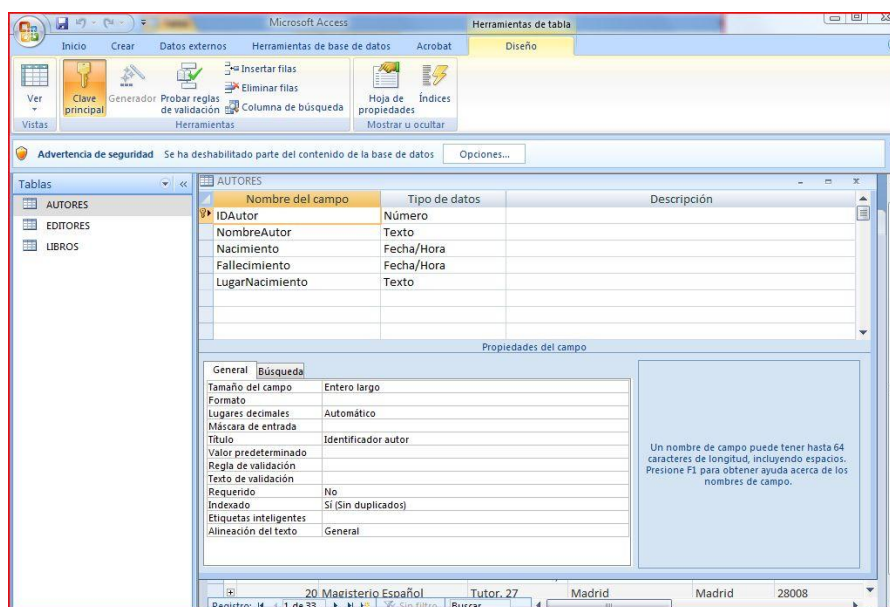 Microsoft Access
Herramientas de tabla
Inicio Crear Datos externos Herramientas de base de datos Acrobat Diseño
Ver
Clave principal
Generador
Probar reglas de validación
Insertar filas
Eliminar filas
Columna de búsqueda
Hoja de propiedades
Índices
Vistas Herramientas Mostrar u ocultar
Advertencia de seguridad Se ha deshabilitado parte del contenido de la base de datos Opciones...
Tablas
AUTORES
EDITORES
LIBROS
AUTORES
Nombre del campo Tipo de datos Descripción
IDAutor Número
NombreAutor Texto
Nacimiento Fecha/Hora
Fallecimiento Fecha/Hora
LugarNacimiento Texto
Propiedades del campo
General Búsqueda
Tamaño del campo Entero largo
Formato
Lugares decimales Automático
Máscara de entrada
Título Identificador autor
Valor predeterminado
Regla de validación
Texto de validación
Requerido No
Indexado Sí (Sin duplicados)
Etiquetas inteligentes
Alineación del texto General
Un nombre de campo puede tener hasta 64
caracteres de longitud, incluyendo espacios.
Presione F1 para obtener ayuda acerca de los
nombres de campo.
20 Magisterio Español Tutor, 27 Madrid Madrid 28008
Registro: 1 de 33 Sin filtro Buscar